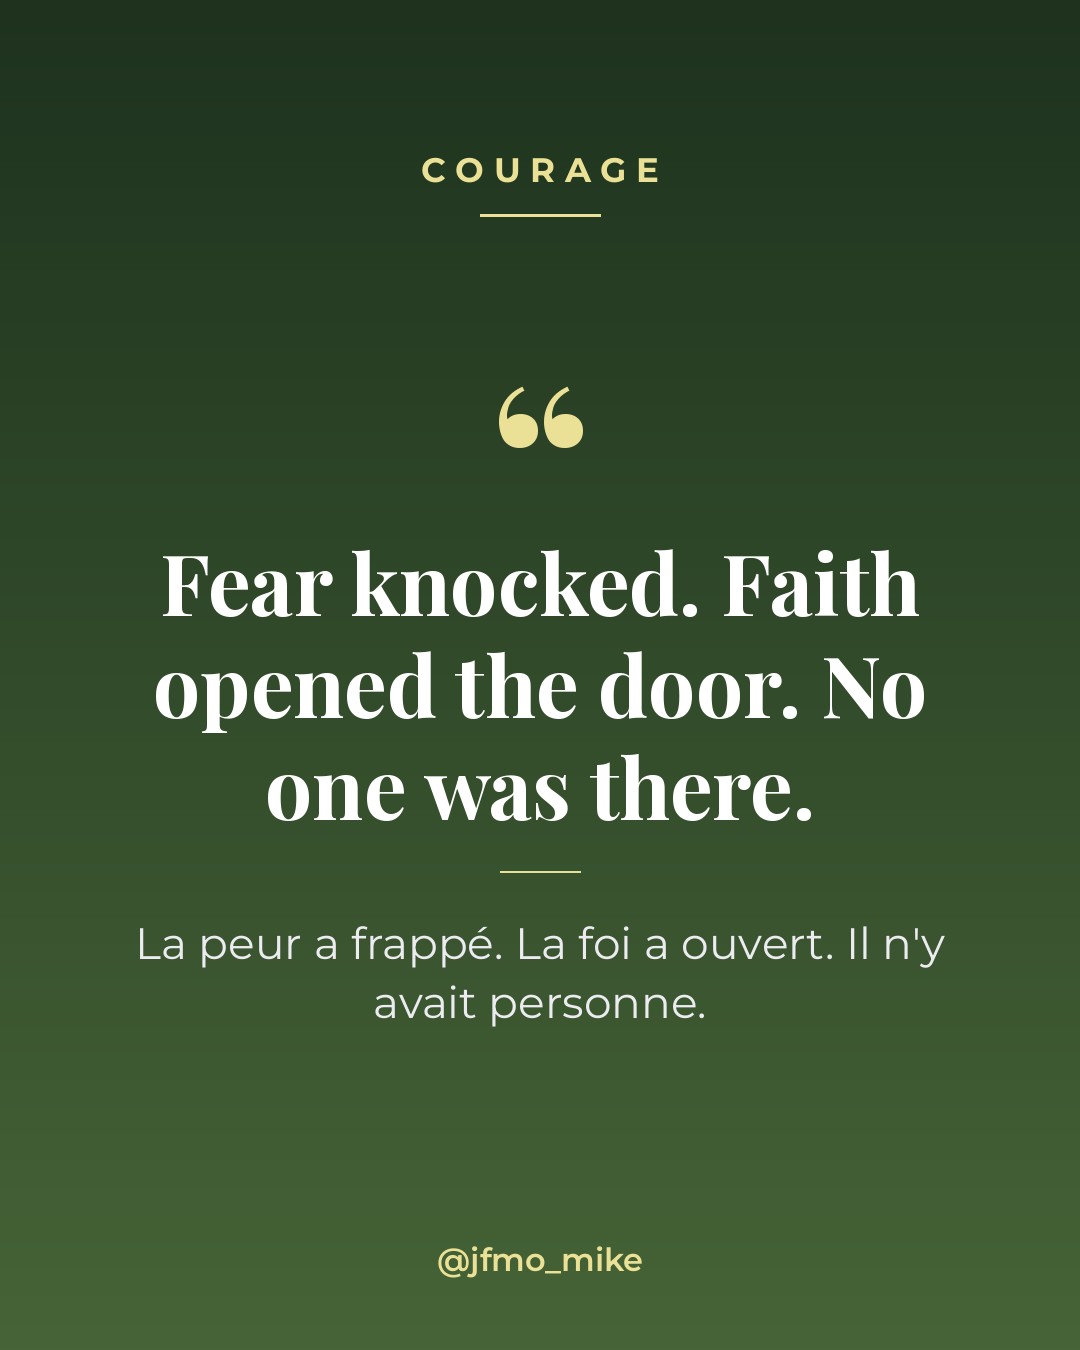 COURAGE
“
Fear knocked. Faith
opened the door. No
one was there.
La peur a frappé. La foi a ouvert. Il n'y
avait personne.
@jfmo_mike